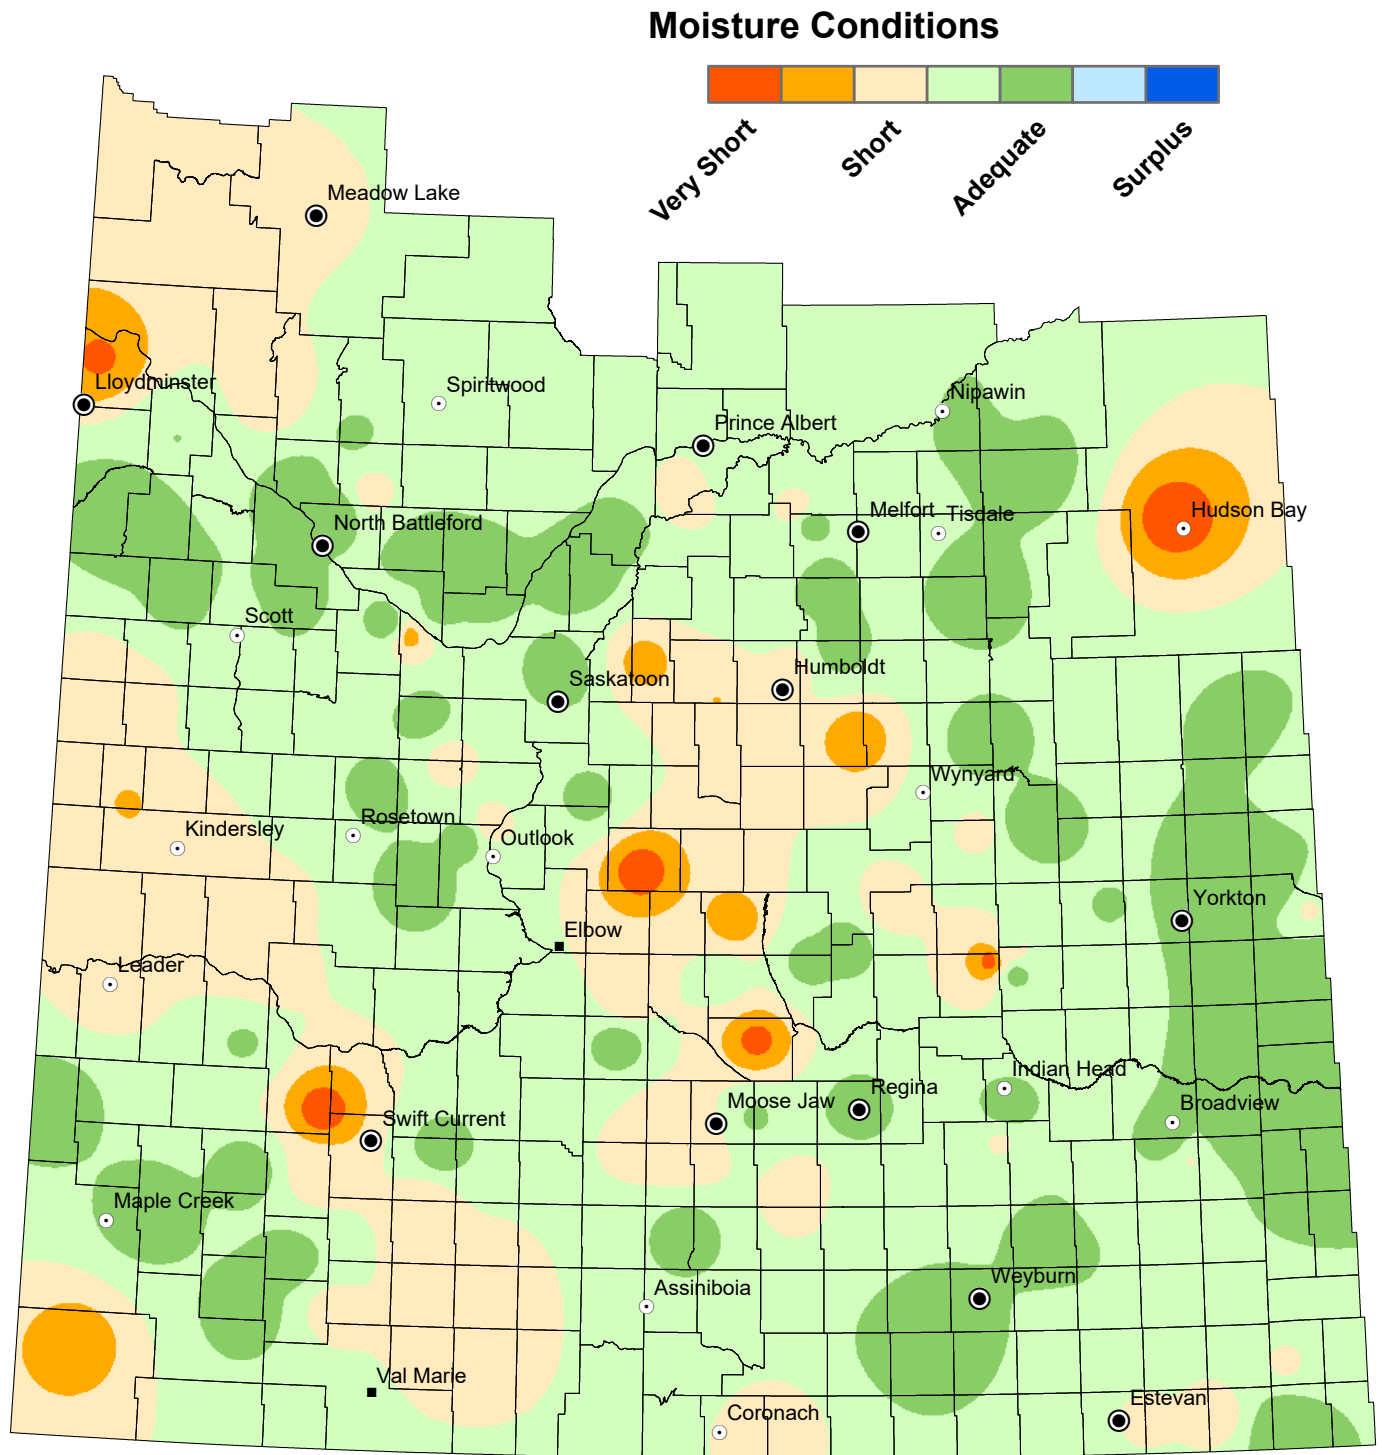 Moisture Conditions
Very Short
Short
Adequate
Surplus
Meadow Lake
Lloydminster
Spiritwood
Nipawin
Prince Albert
Hudson Bay
Melfort
Tisdale
North Battleford
Scott
Humboldt
Saskatoon
Wynyard
Rosetown
Kindersley
Outlook
Yorkton
Elbow
Leader
Indian Head
Regina
Moose Jaw
Broadview
Swift Current
Maple Creek
Weyburn
Assiniboia
Val Marie
Estevan
Coronach